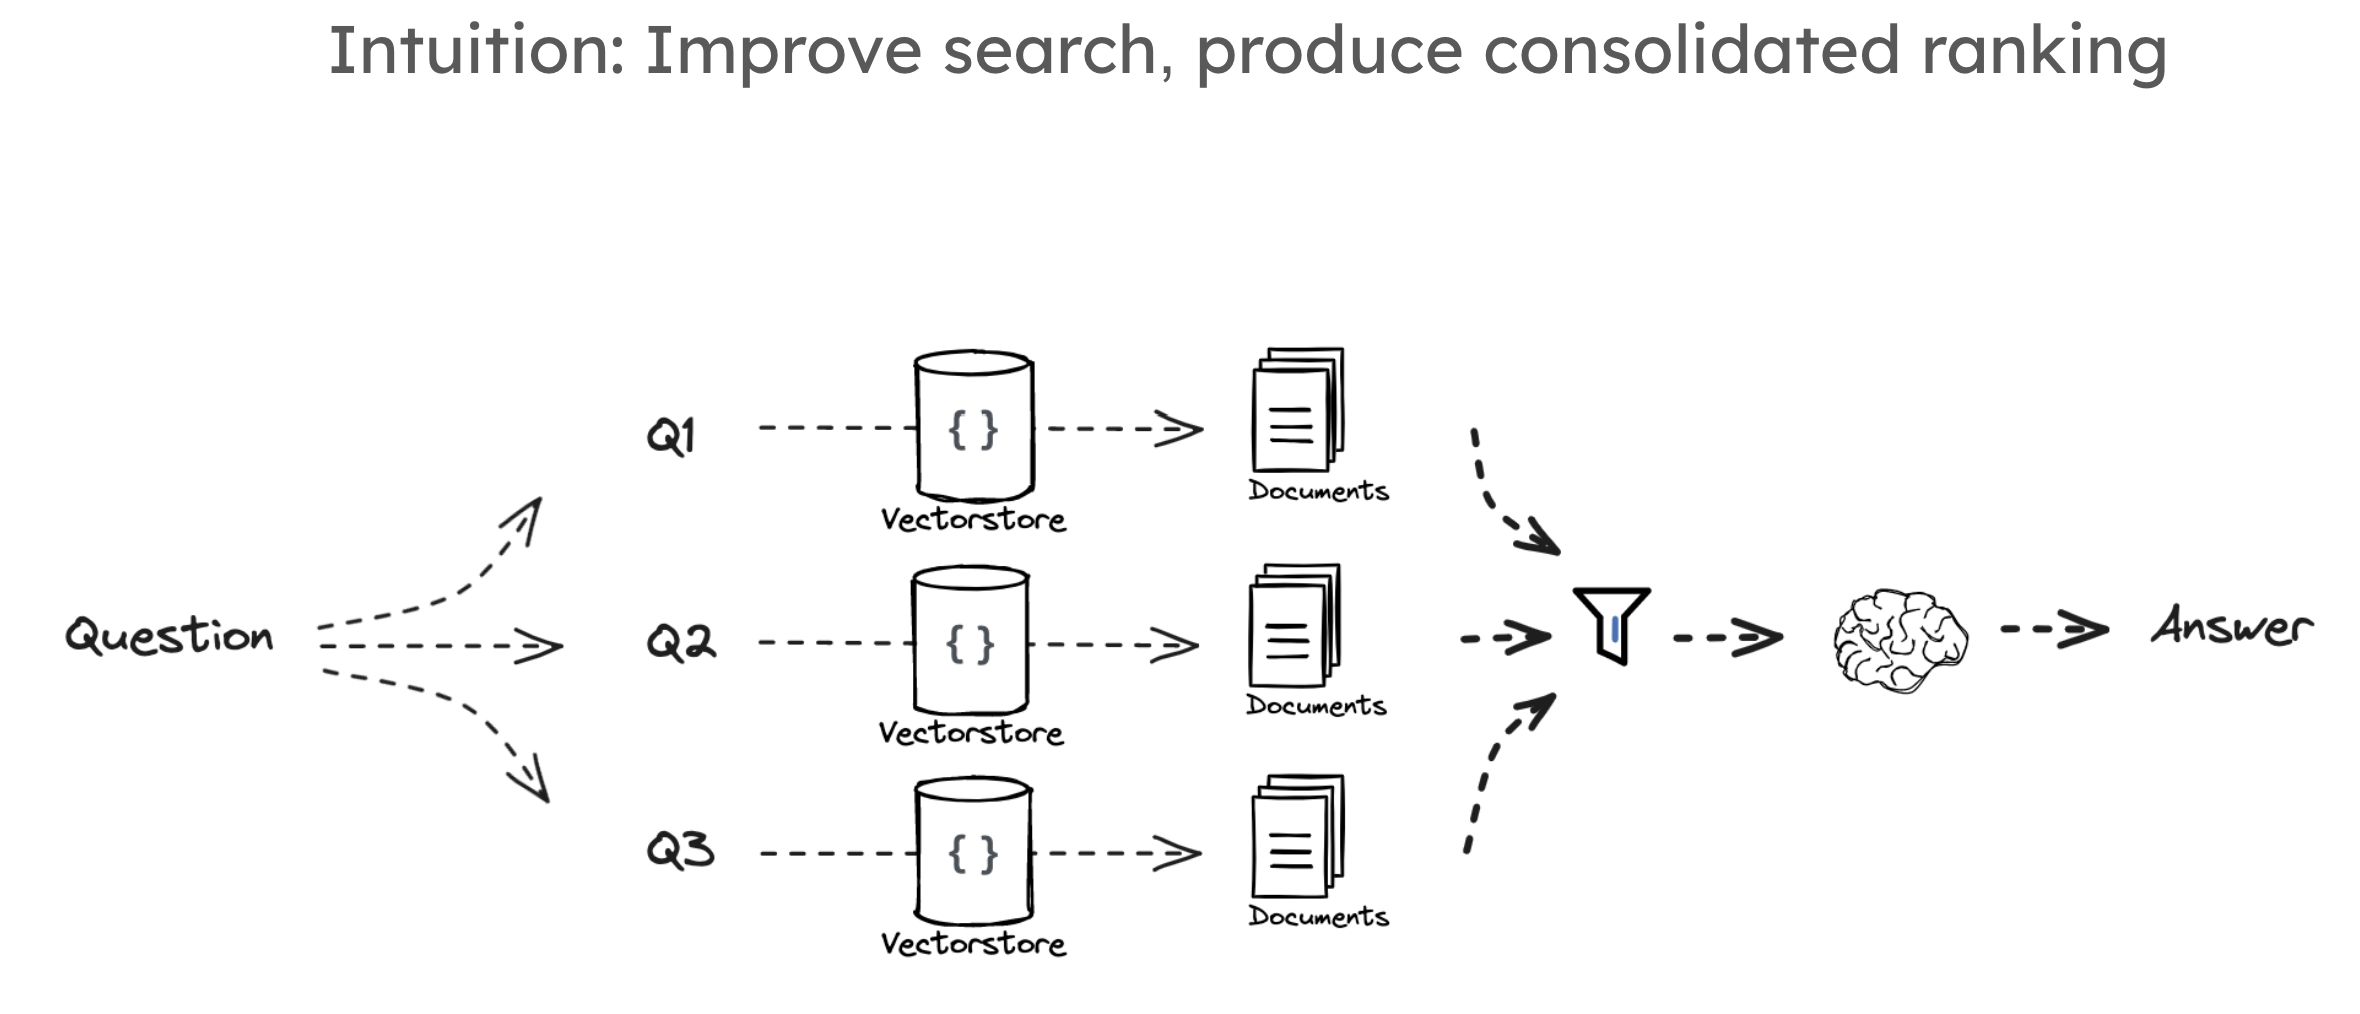 Intuition: Improve search, produce consolidated ranking
Question
Q1
{ }
Vectorstore
Documents
Q2
{ }
Vectorstore
Documents
Q3
{ }
Vectorstore
Documents
Answer